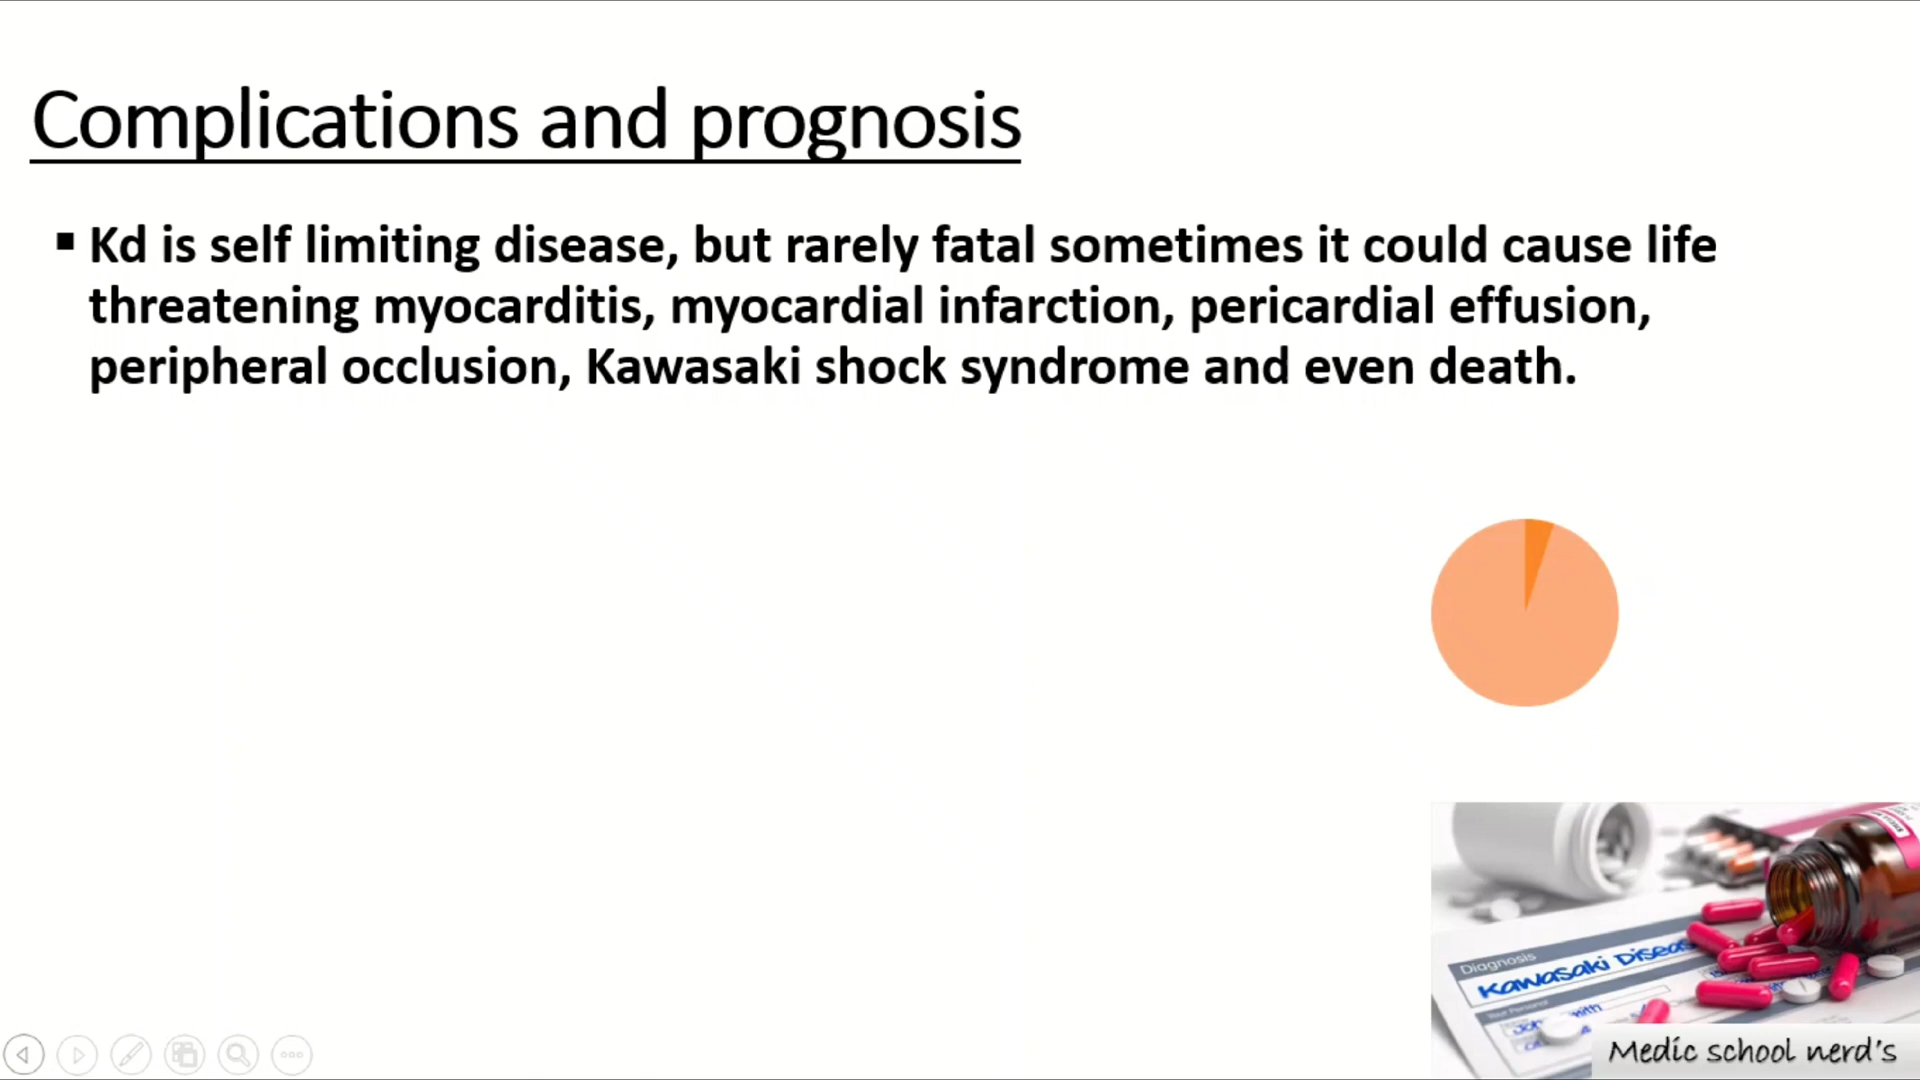 Complications and prognosis
▪ Kd is self limiting disease, but rarely fatal sometimes it could cause life
threatening myocarditis, myocardial infarction, pericardial effusion,
peripheral occlusion, Kawasaki shock syndrome and even death.
Diagnosis
Kawasaki Diseas
Medic school nerd's